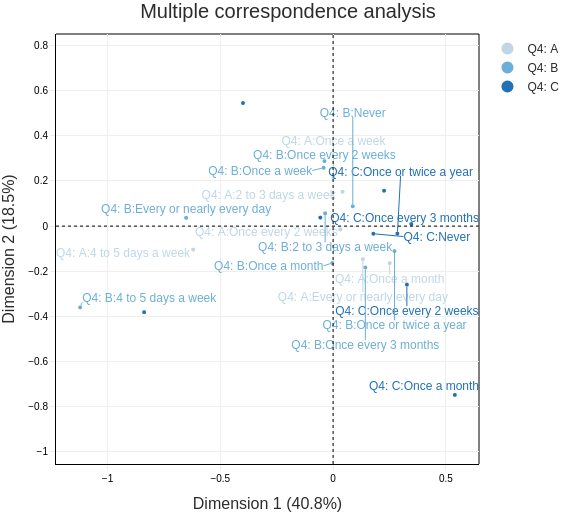 Multiple correspondence analysis
Q4: A
Q4: B
Q4: C
0.8
0.6
0.4
0.2
0
−0.2
−0.4
−0.6
−0.8
−1
Dimension 2 (18.5%)
Q4: B:Never
Q4: A:Once a week
Q4: B:Once every 2 weeks
Q4: B:Once a week
Q4: C:Once or twice a year
Q4: A:2 to 3 days a week
Q4: B:Every or nearly every day
Q4: C:Once every 3 months
Q4: A:Once every 2 weeks
Q4: C:Never
Q4: B:2 to 3 days a week
Q4: A:4 to 5 days a week
Q4: B:Once a month
Q4: A:Once a month
Q4: B:4 to 5 days a week
Q4: A:Every or nearly every day
Q4: C:Once every 2 weeks
Q4: B:Once or twice a year
Q4: B:Once every 3 months
Q4: C:Once a month
−1
−0.5
0
0.5
Dimension 1 (40.8%)